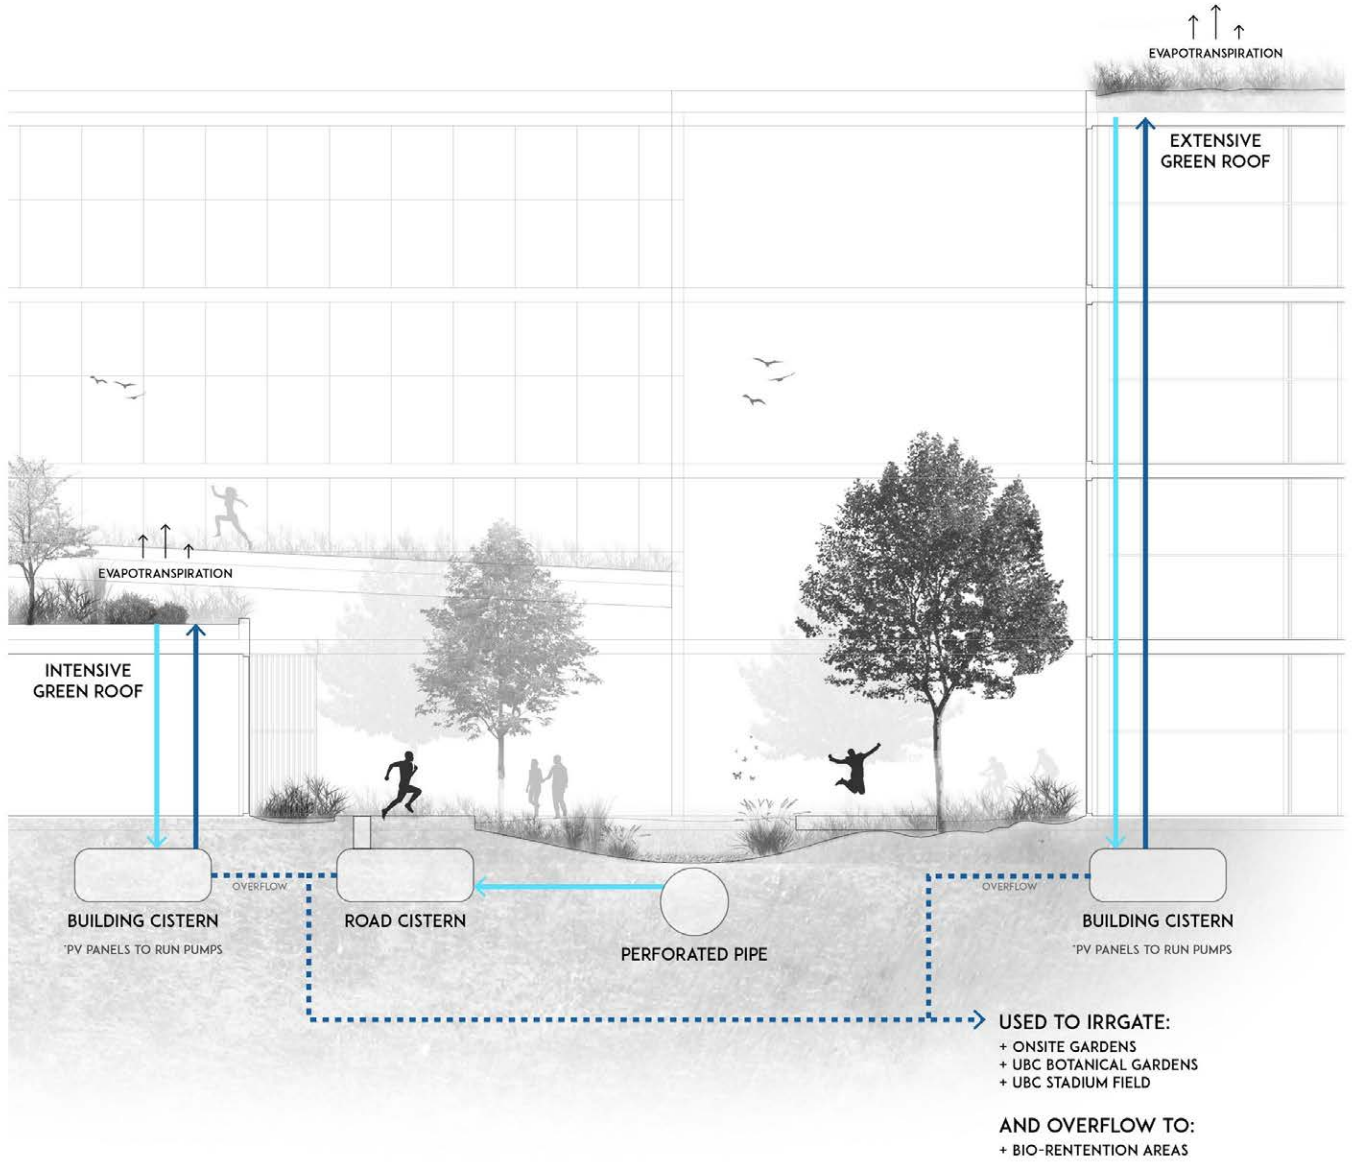 EVAPOTRANSPIRATION
EXTENSIVE
GREEN ROOF
EVAPOTRANSPIRATION
INTENSIVE
GREEN ROOF
OVERFLOW
OVERFLOW
BUILDING CISTERN
*PV PANELS TO RUN PUMPS
ROAD CISTERN
PERFORATED PIPE
BUILDING CISTERN
*PV PANELS TO RUN PUMPS
USED TO IRRGATE:
+ ONSITE GARDENS
+ UBC BOTANICAL GARDENS
+ UBC STADIUM FIELD
AND OVERFLOW TO:
+ BIO-RENTENTION AREAS